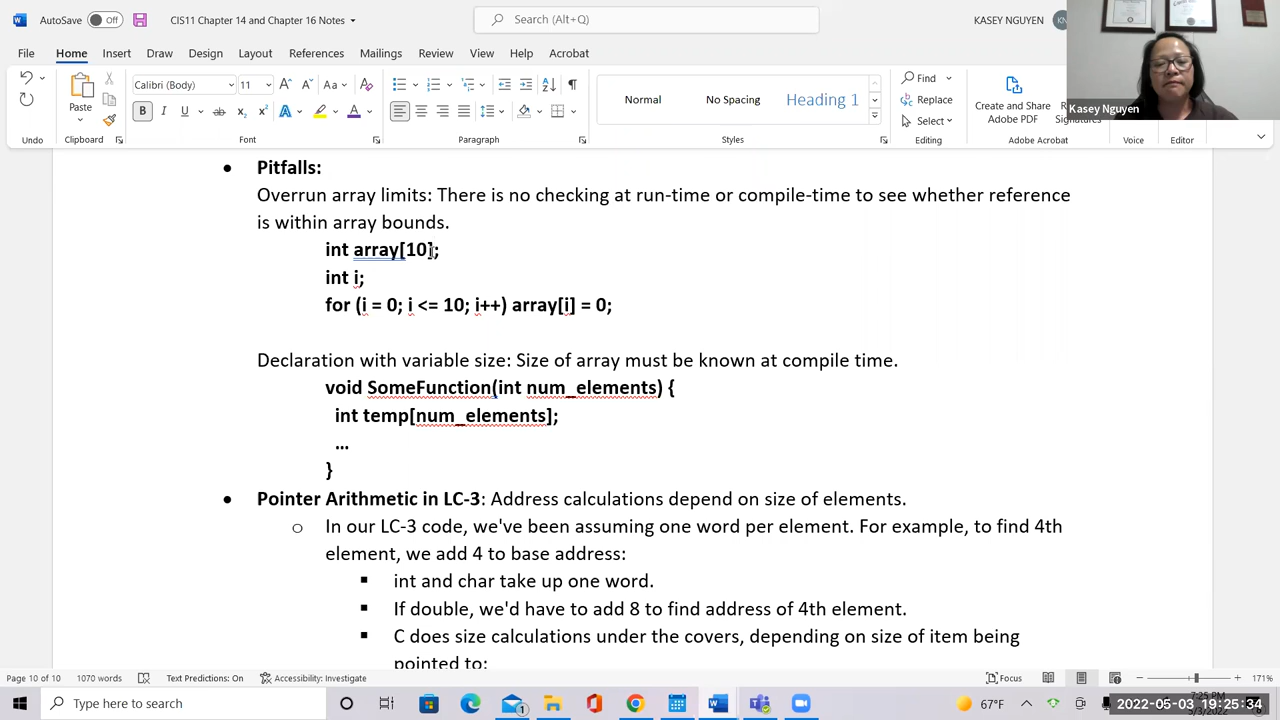 AutoSave Off
CIS11 Chapter 14 and Chapter 16 Notes
Search (Alt+Q)
KASEY NGUYEN
KN
File Home Insert Draw Design Layout References Mailings Review View Help Acrobat
Paste
Calibri (Body) 11
Normal
No Spacing
Heading 1
Find
Replace
Select
Create and Share
Adobe PDF
Signatures
Kasey Nguyen
Undo Clipboard Font Paragraph Styles Editing Adobe Acrobat Voice Editor
• Pitfalls:
Overrun array limits: There is no checking at run-time or compile-time to see whether reference
is within array bounds.
int array[10];
int i;
for (i = 0; i <= 10; i++) array[i] = 0;
Declaration with variable size: Size of array must be known at compile time.
void SomeFunction(int num_elements) {
int temp[num_elements];
...
}
• Pointer Arithmetic in LC-3: Address calculations depend on size of elements.
o In our LC-3 code, we've been assuming one word per element. For example, to find 4th
element, we add 4 to base address:
▪ int and char take up one word.
▪ If double, we'd have to add 8 to find address of 4th element.
▪ C does size calculations under the covers, depending on size of item being
pointed to:
Page 10 of 10 1070 words Text Predictions: On Accessibility: Investigate Focus 171%
Type here to search
67°F
7:25 PM
2022-05-03 19:25:34
5/3/2022